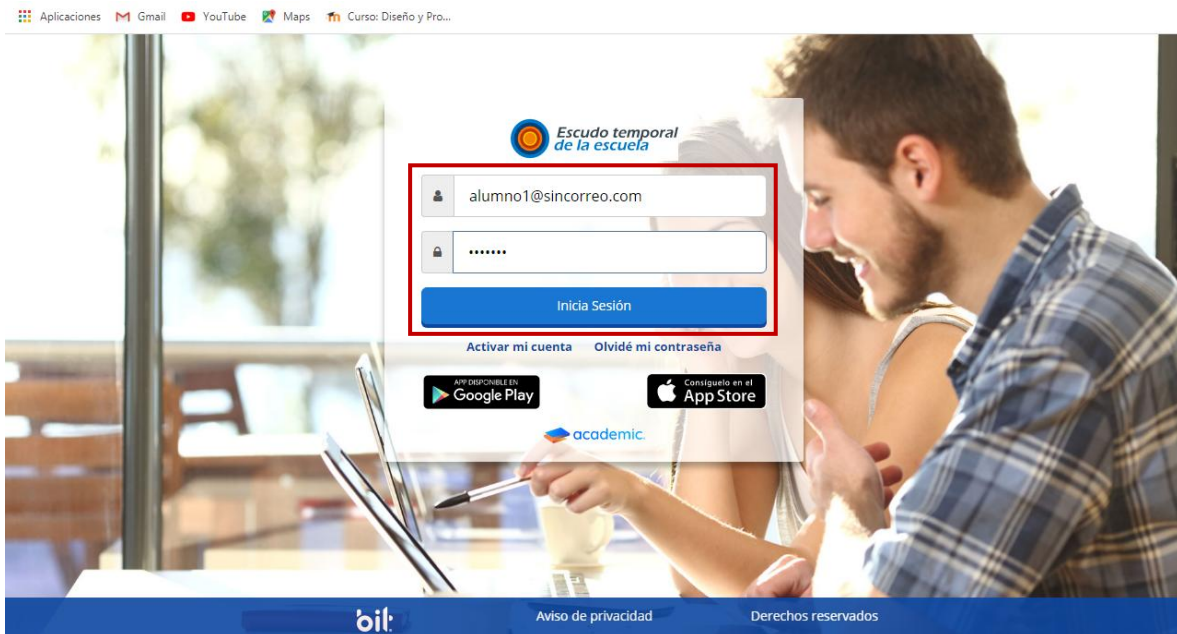 Aplicaciones Gmail YouTube Maps Curso: Diseño y Pro...
Escudo temporal
de la escuela
alumno1@sincorreo.com
•••••••
Inicia Sesión
Activar mi cuenta Olvidé mi contraseña
APP DISPONIBLE EN
Google Play
Consíguelo en el
App Store
academic.
bit: Aviso de privacidad Derechos reservados